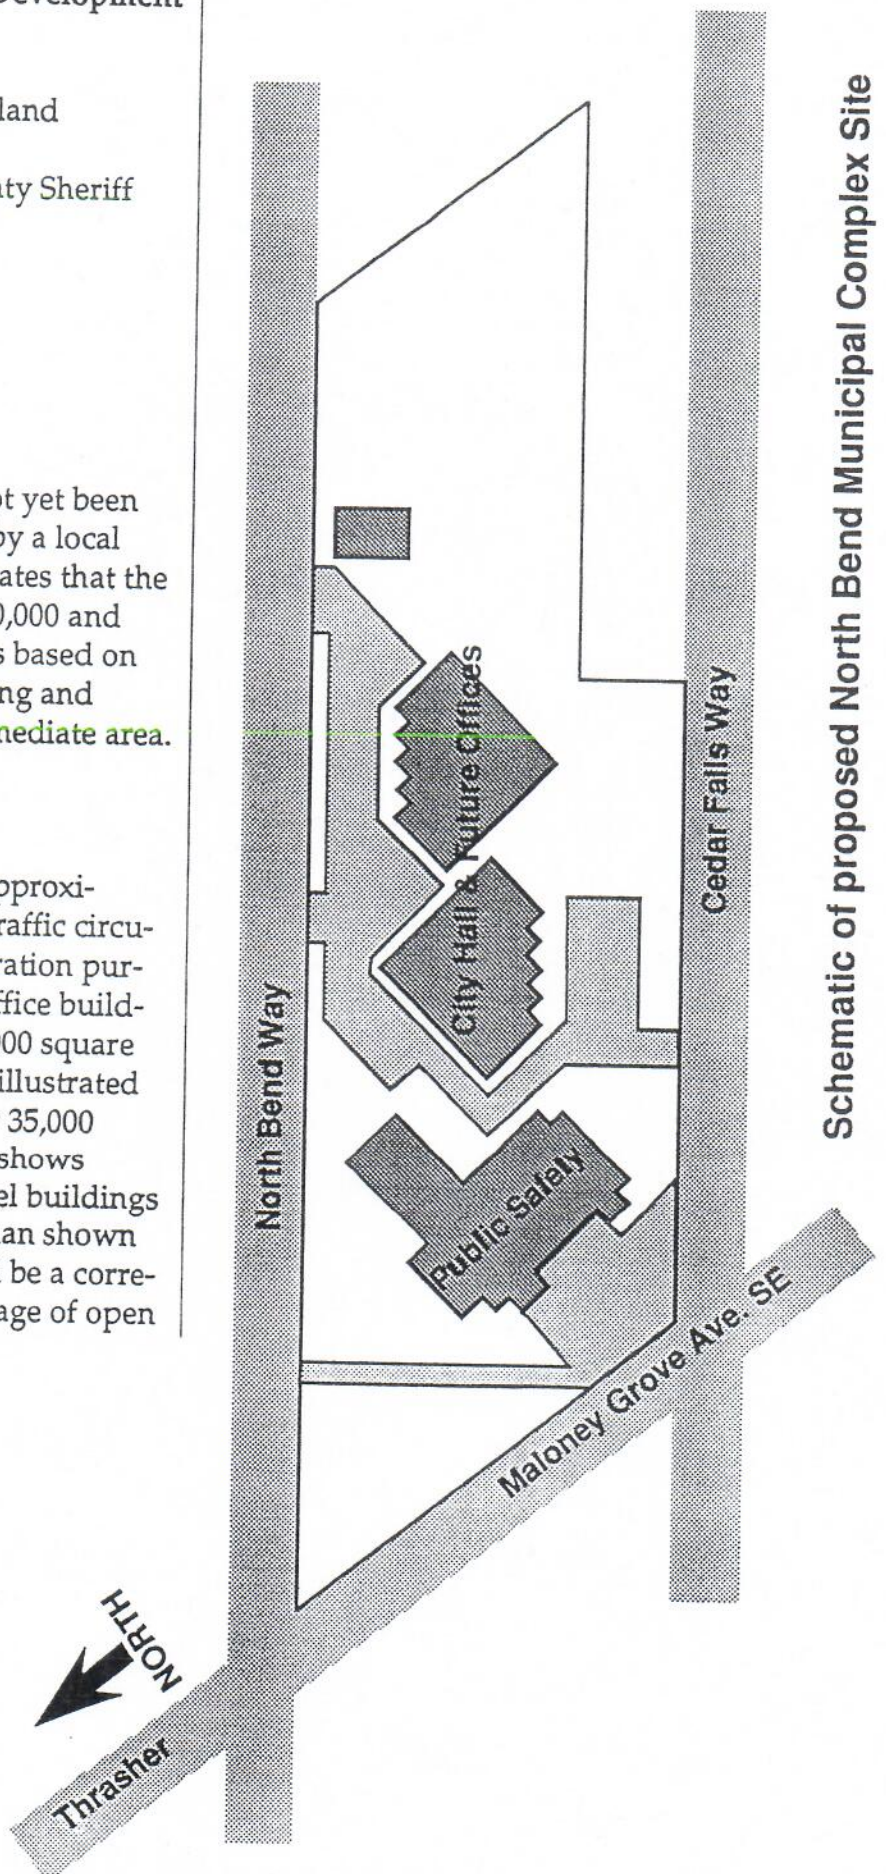 Development
land
nty Sheriff
ot yet been
by a local
ates that the
0,000 and
s based on
ng and
mediate area.
pproxi-
raffic circu-
ration pur-
ffice build-
00 square
illustrated
35,000
shows
el buildings
an shown
be a corre-
age of open
North Bend Way
City Hall & Future Offices
Public Safety
Cedar Falls Way
Maloney Grove Ave. SE
Thrasher
NORTH
Schematic of proposed North Bend Municipal Complex Site